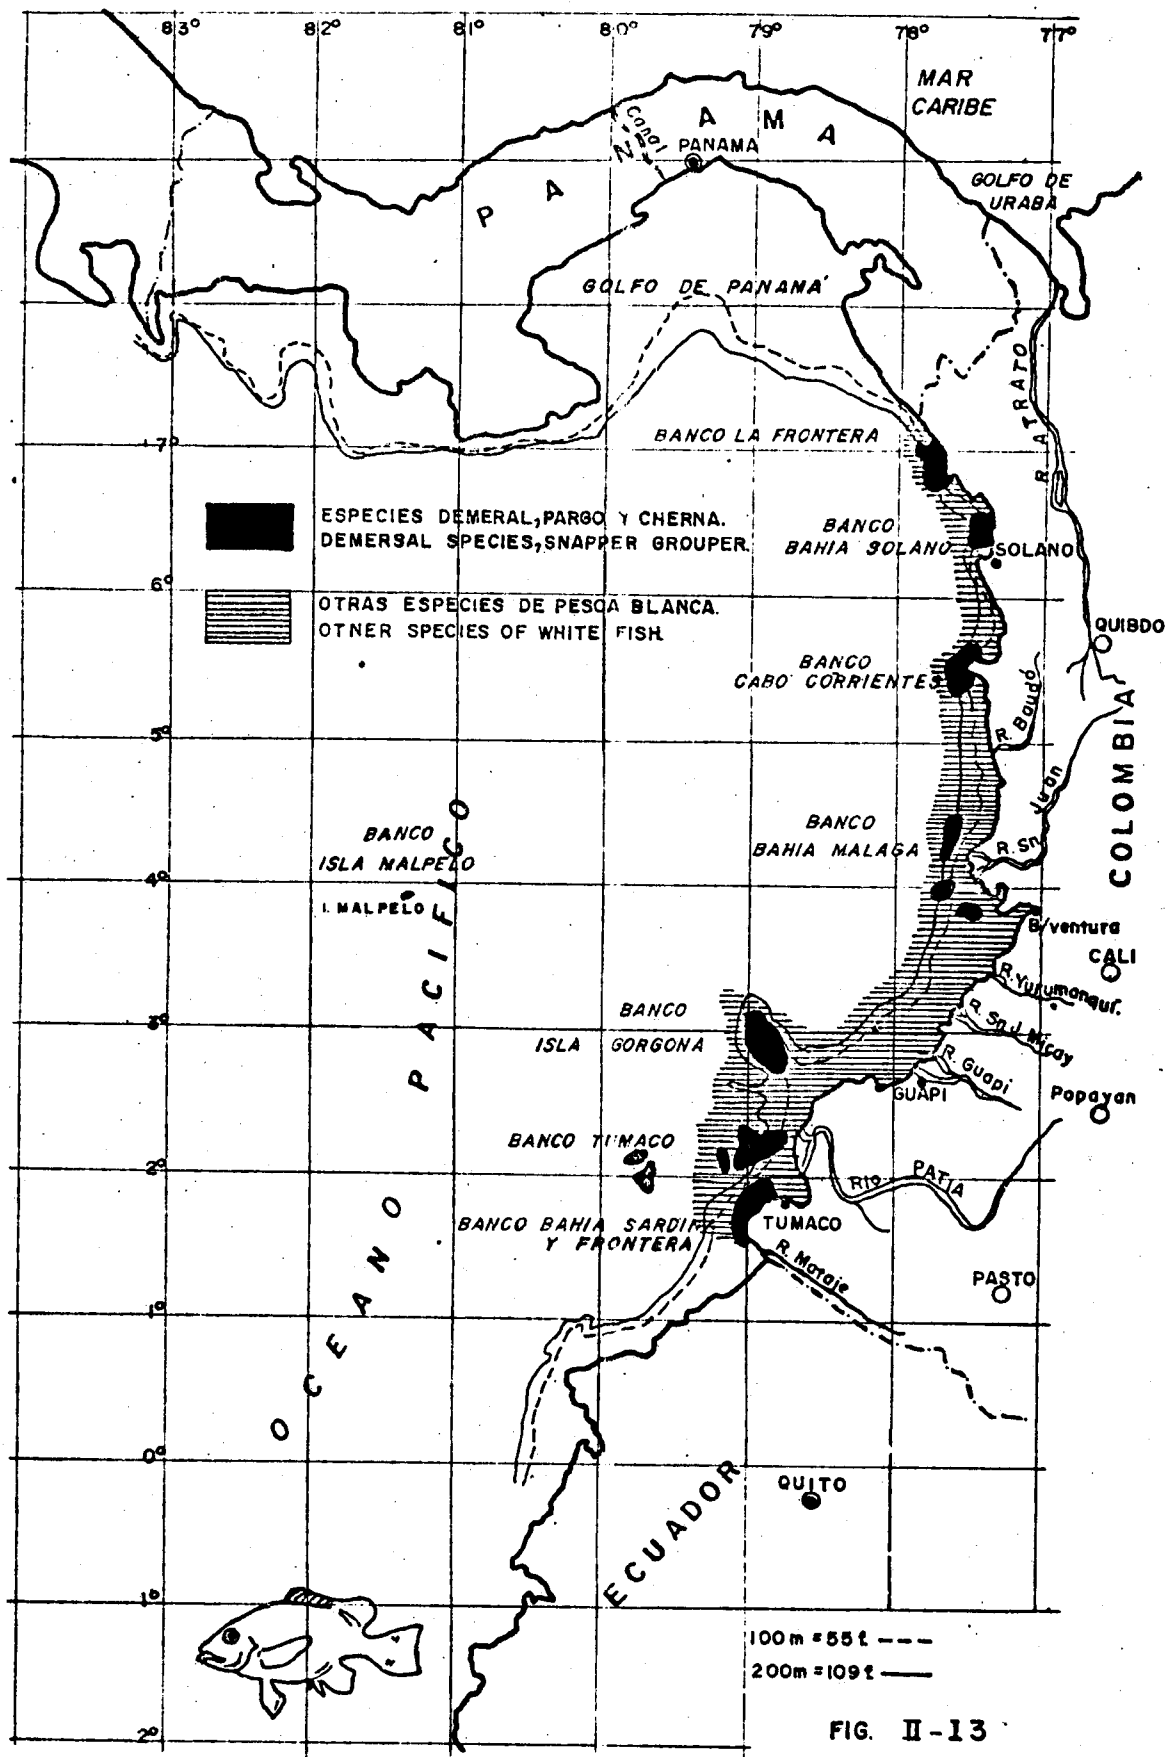 83° 82° 81° 80° 79° 78° 77°
MAR
CARIBE
PANAMA
Canal
N
PANAMA
GOLFO DE
URABA
GOLFO DE PANAMA
R ATRATO
7°
BANCO LA FRONTERA
ESPECIES DEMERAL, PARGO Y CHERNA.
DEMERSAL SPECIES, SNAPPER GROUPER.
BANCO
BAHIA SOLANO
SOLANO
6°
OTRAS ESPECIES DE PESCA BLANCA.
OTNER SPECIES OF WHITE FISH.
QUIBDO
BANCO
CABO CORRIENTES
R. Baudó
COLOMBIA
5°
R. Sn Juan
BANCO
BAHIA MALAGA
BANCO
ISLA MALPELO
4°
I. MALPELO
OCEANO PACIFICO
B/ventura
CALI
R. Yurumangui.
BANCO
ISLA GORGONA
3°
R. Sn J. Micay
R. Guapi
GUAPI
Popayan
BANCO TUMACO
2°
RIO PATIA
BANCO BAHIA SARDIN
Y FRONTERA
TUMACO
R. Mataje
PASTO
1°
0°
ECUADOR
QUITO
1°
100m = 55f
200m = 109f
2°
FIG. II-13